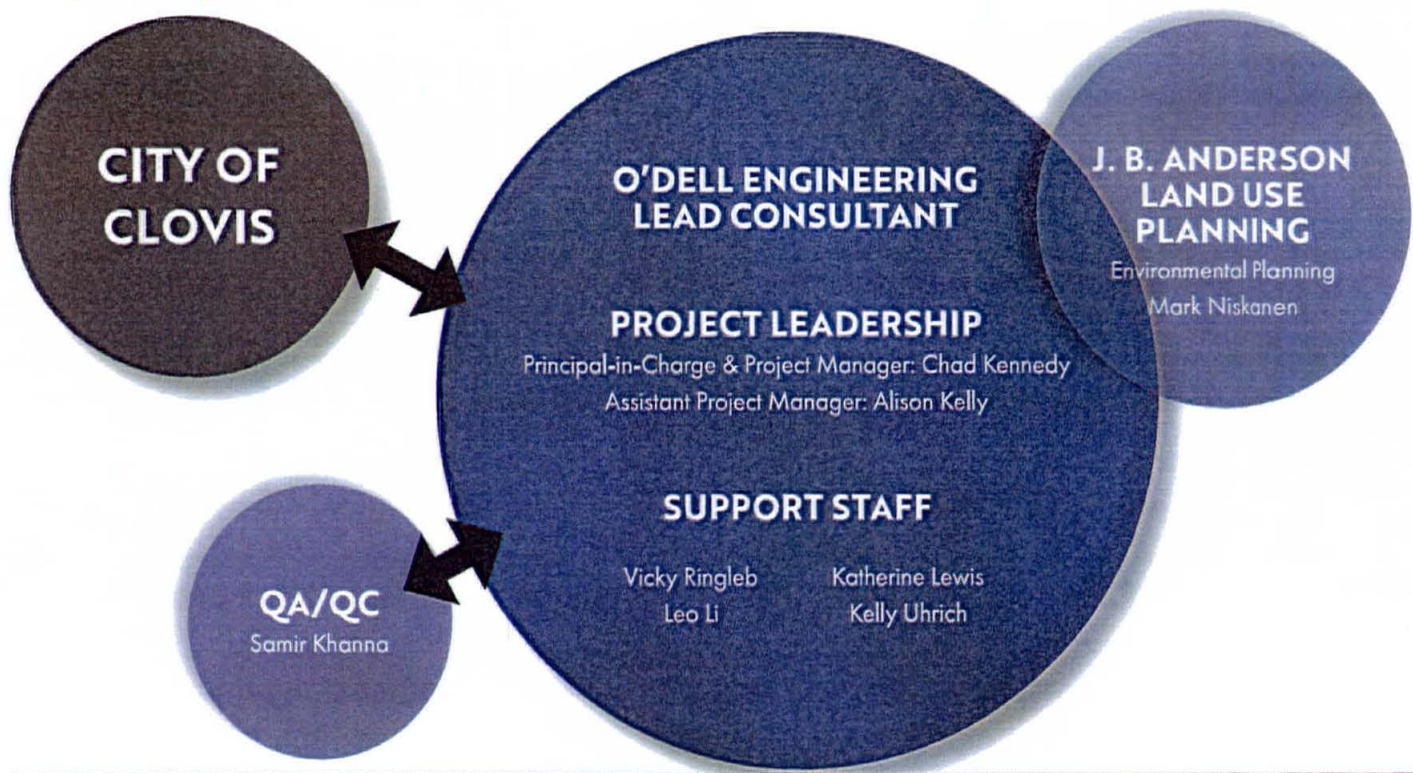 CITY OF
CLOVIS
O'DELL ENGINEERING
LEAD CONSULTANT
PROJECT LEADERSHIP
Principal-in-Charge & Project Manager: Chad Kennedy
Assistant Project Manager: Alison Kelly
SUPPORT STAFF
Vicky Ringleb
Katherine Lewis
Leo Li
Kelly Uhrich
J. B. ANDERSON
LAND USE
PLANNING
Environmental Planning
Mark Niskanen
QA/QC
Samir Khanna